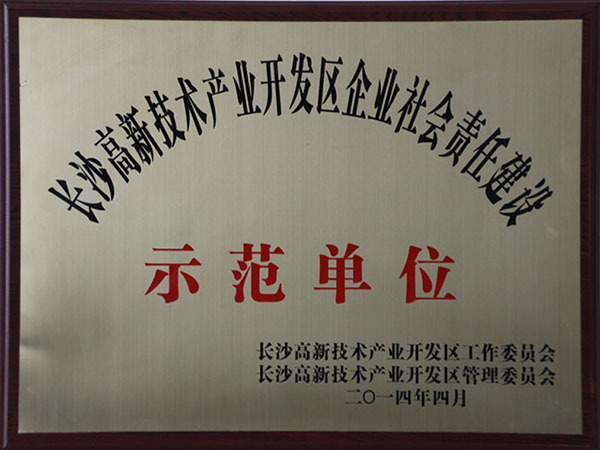 长沙高新技术产业开发区企业社会责任建设
示范单位
长沙高新技术产业开发区工作委员会
长沙高新技术产业开发区管理委员会
二〇一四年四月